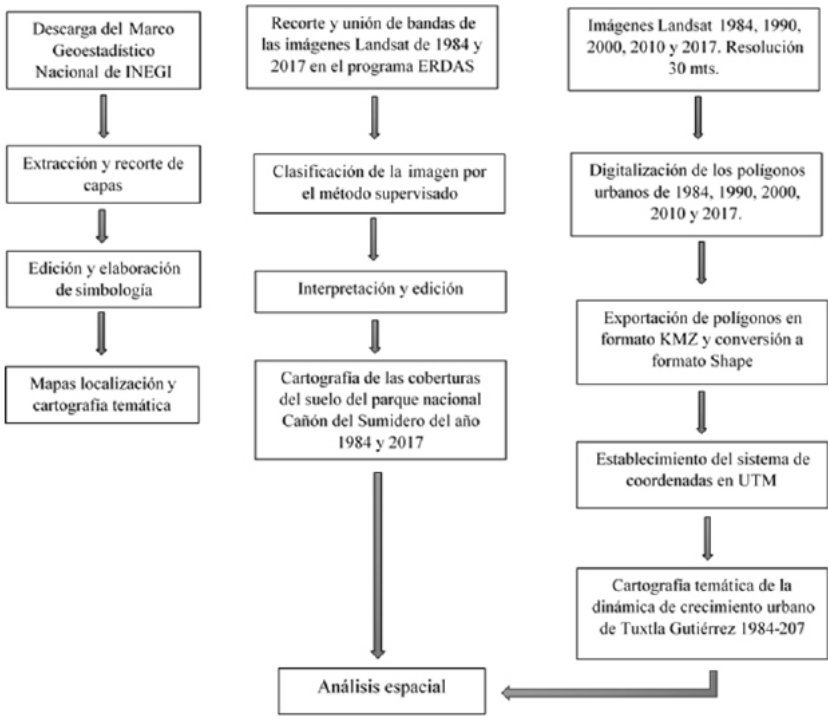 Descarga del Marco
Geoestadístico
Nacional de INEGI
Extracción y recorte de
capas
Edición y elaboración
de simbología
Mapas localización y
cartografía temática
Recorte y unión de bandas de
las imágenes Landsat de 1984 y
2017 en el programa ERDAS
Clasificación de la imagen por
el método supervisado
Interpretación y edición
Cartografía de las coberturas
del suelo del parque nacional
Cañón del Sumidero del año
1984 y 2017
Imágenes Landsat 1984, 1990,
2000, 2010 y 2017. Resolución
30 mts.
Digitalización de los polígonos
urbanos de 1984, 1990, 2000,
2010 y 2017.
Exportación de polígonos en
formato KMZ y conversión a
formato Shape
Establecimiento del sistema de
coordenadas en UTM
Cartografía temática de la
dinámica de crecimiento urbano
de Tuxtla Gutiérrez 1984-207
Análisis espacial